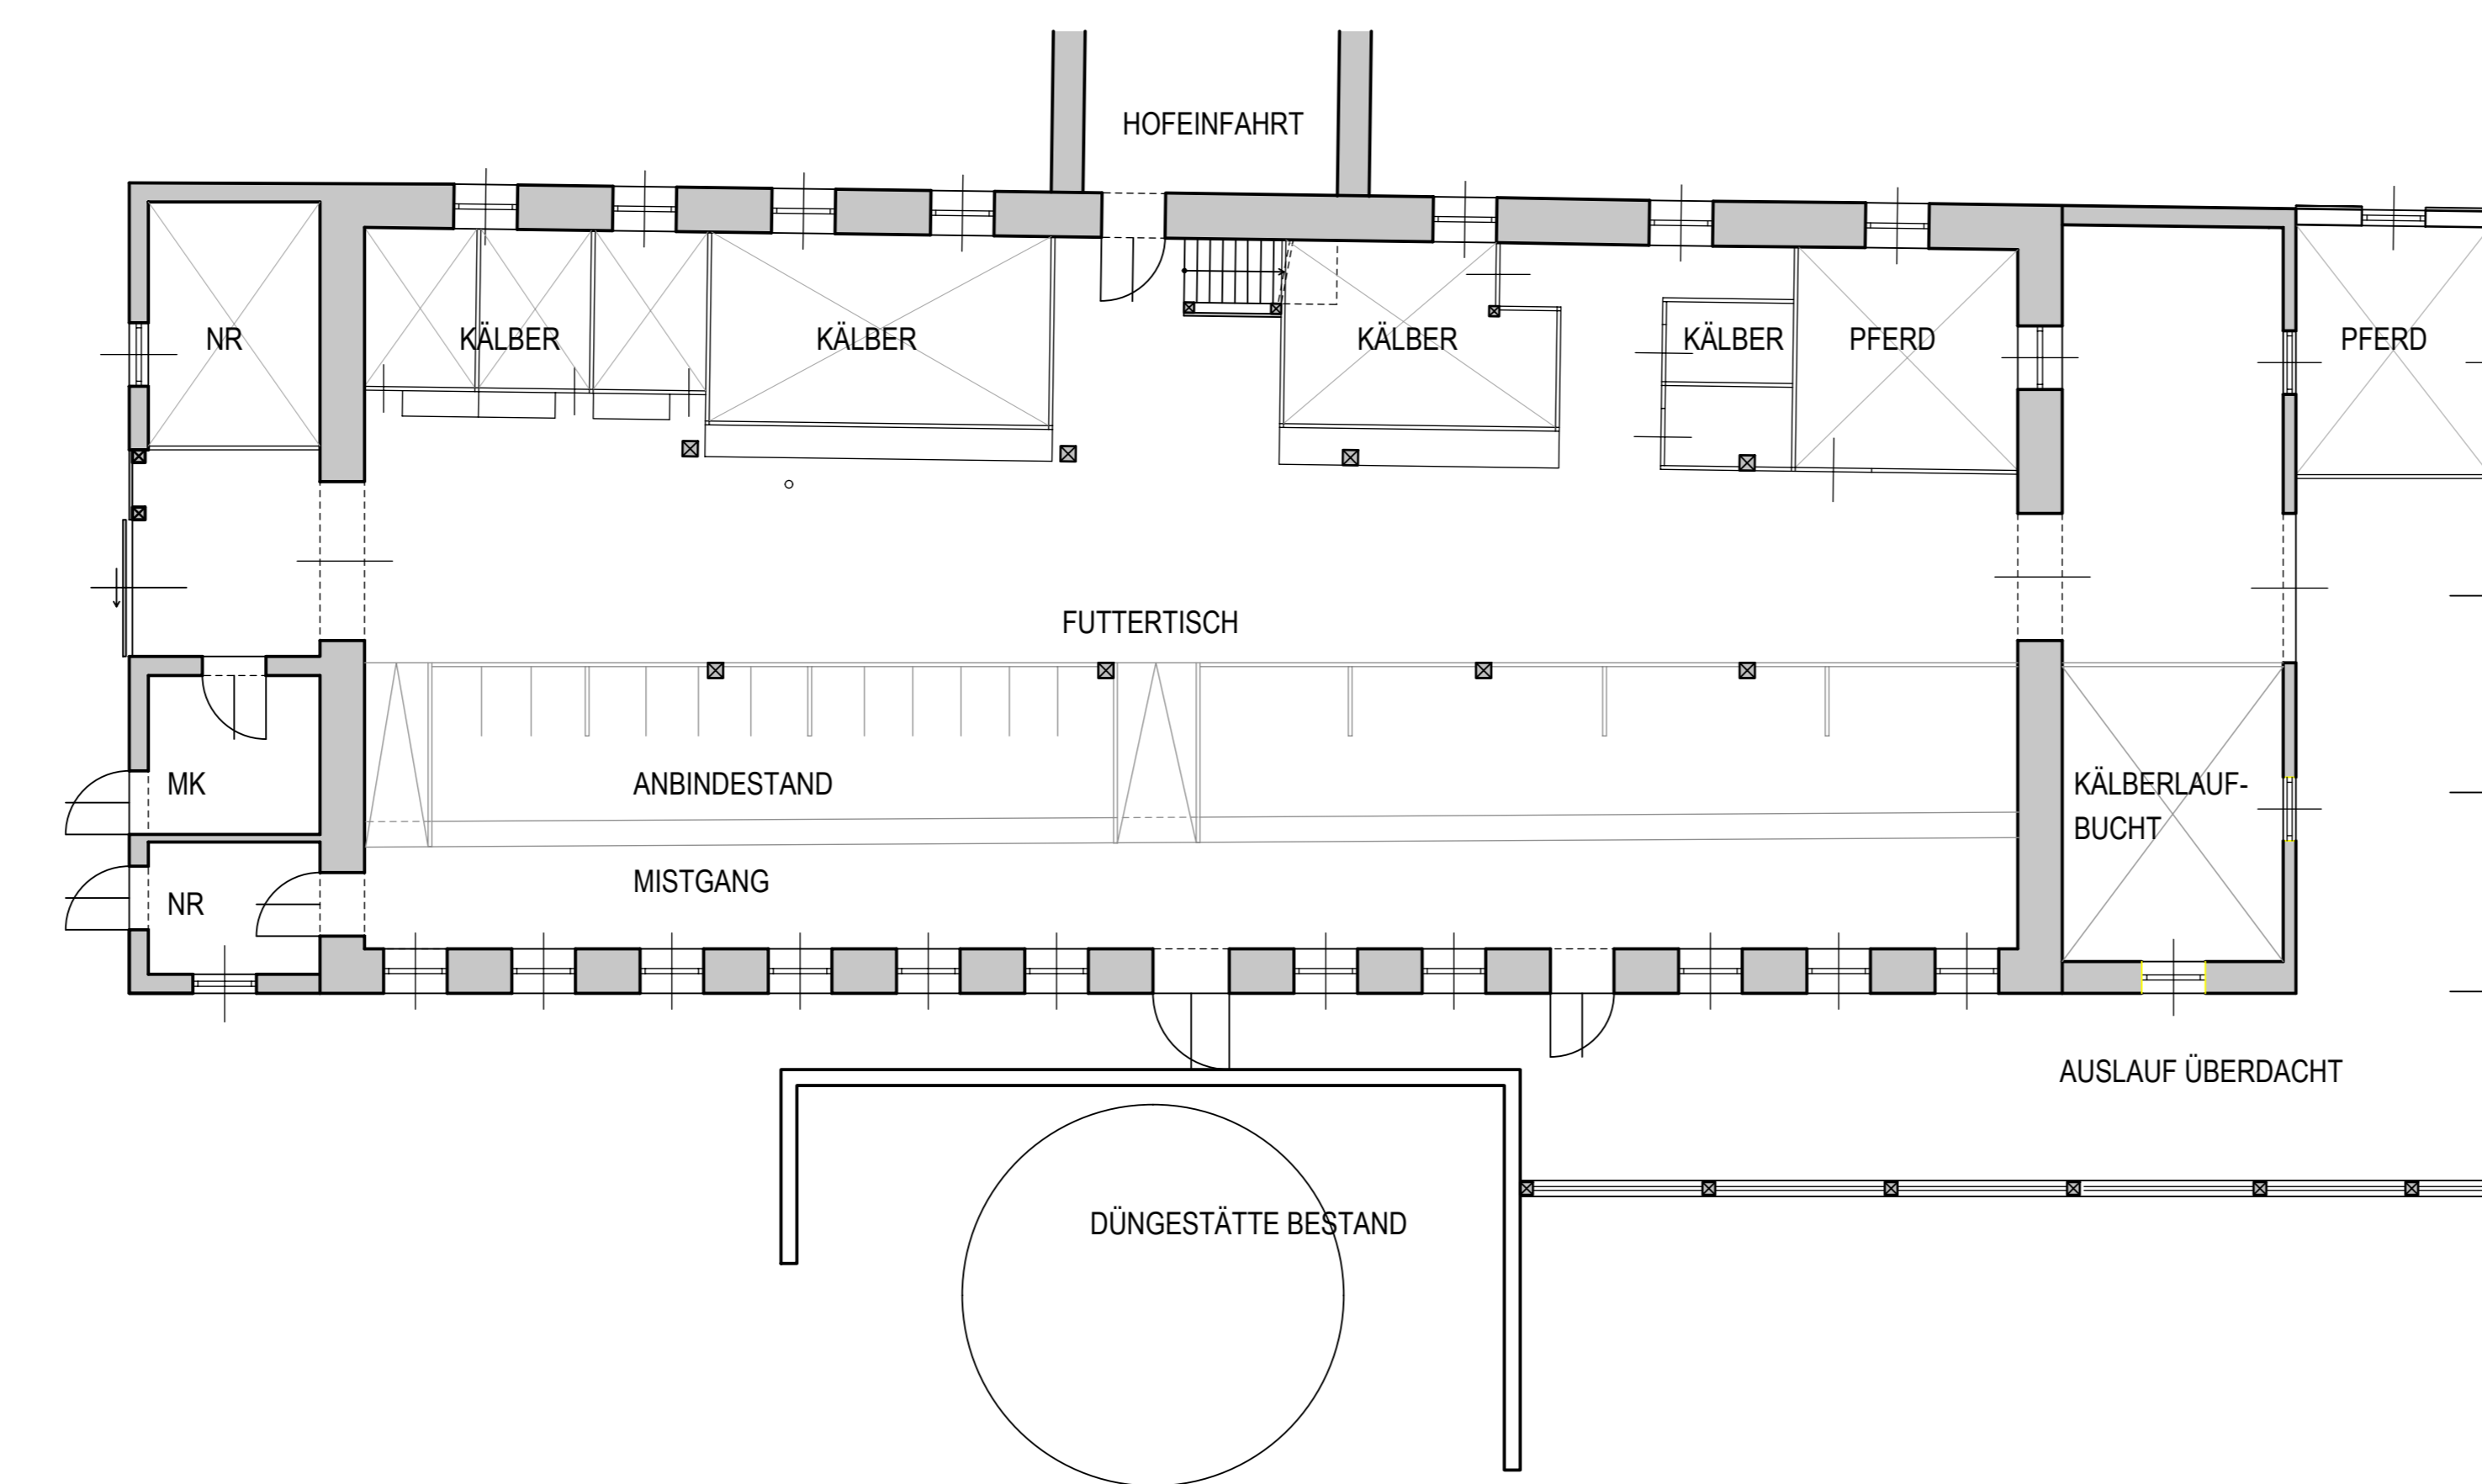 HOFEINFAHRT
NR
KÄLBER
KÄLBER
KÄLBER
KÄLBER
PFERD
PFERD
FUTTERTISCH
MK
ANBINDESTAND
KÄLBERLAUF-
BUCHT
MISTGANG
NR
AUSLAUF ÜBERDACHT
DÜNGESTÄTTE BESTAND